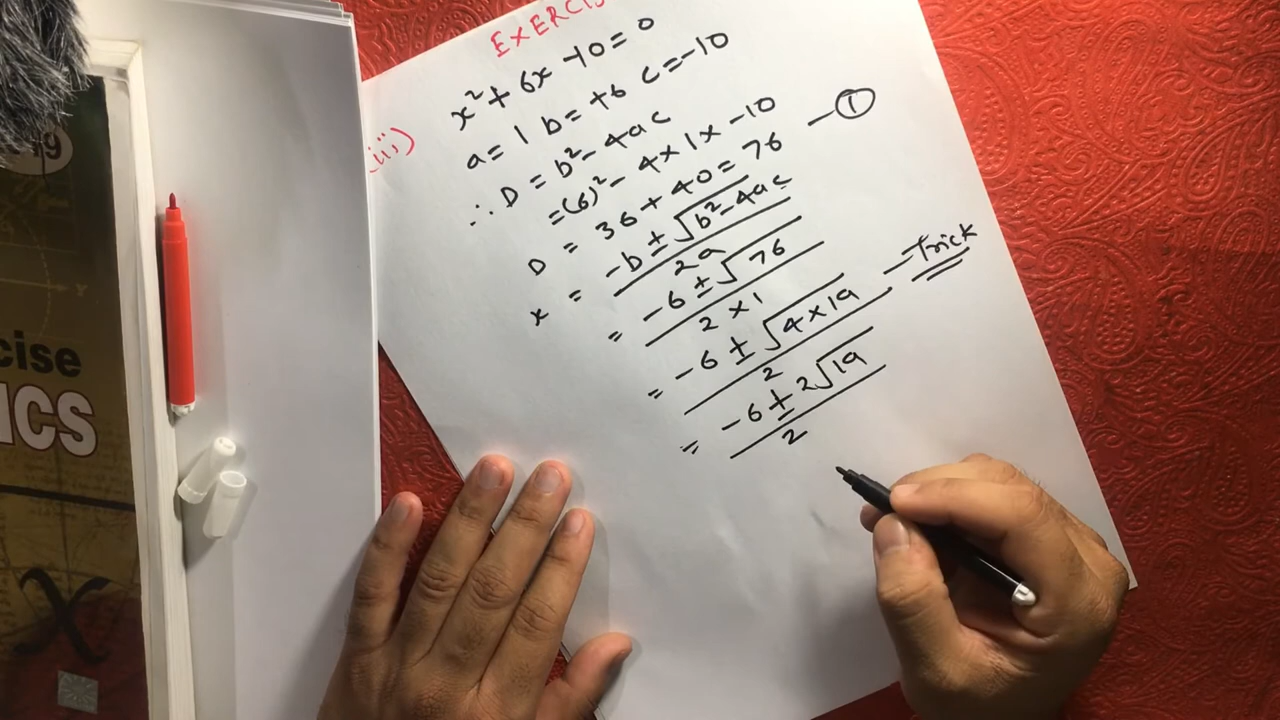 EXERCIS
(iii) x² + 6x - 10 = 0
a = 1 b = +6 c = -10
∴ D = b² - 4ac
= (6)² - 4 × 1 × -10
D = 36 + 40 = 76 - ①
x = -b ± √b² - 4ac / 2a
= -6 ± √76 / 2 × 1
= -6 ± √4 × 19 / 2 - Trick
= -6 ± 2√19 / 2
9
cise
ICS
X